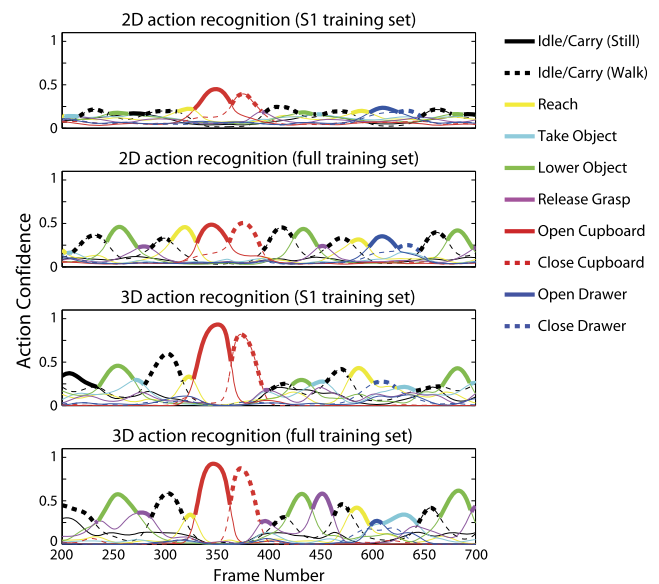 2D action recognition (S1 training set)
1
0.5
0
2D action recognition (full training set)
1
0.5
0
3D action recognition (S1 training set)
1
0.5
0
3D action recognition (full training set)
1
0.5
0
200 250 300 350 400 450 500 550 600 650 700
Frame Number
Action Confidence
Idle/Carry (Still)
Idle/Carry (Walk)
Reach
Take Object
Lower Object
Release Grasp
Open Cupboard
Close Cupboard
Open Drawer
Close Drawer